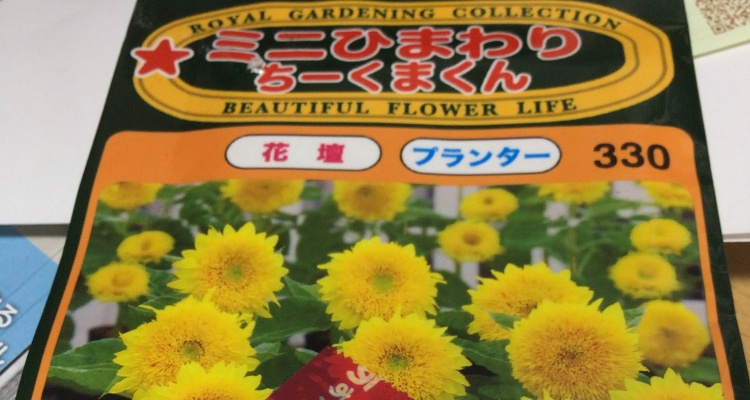 ROYAL GARDENING COLLECTION
ミニひまわり
ちーくまくん
BEAUTIFUL FLOWER LIFE
花壇 プランター 330